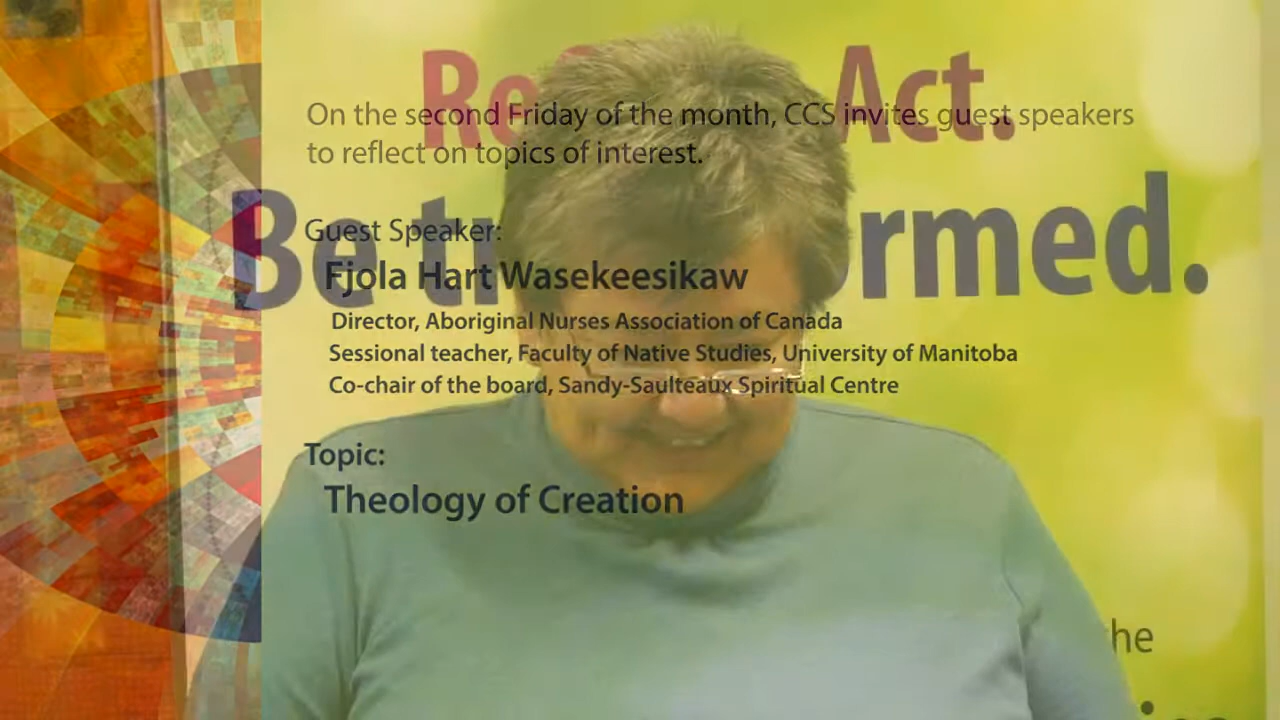 On the second Friday of the month, CCS invites guest speakers
to reflect on topics of interest.
Guest Speaker:
Fjola Hart Wasekeesikaw
Director, Aboriginal Nurses Association of Canada
Sessional teacher, Faculty of Native Studies, University of Manitoba
Co-chair of the board, Sandy-Saulteaux Spiritual Centre
Topic:
Theology of Creation
Act.
Be